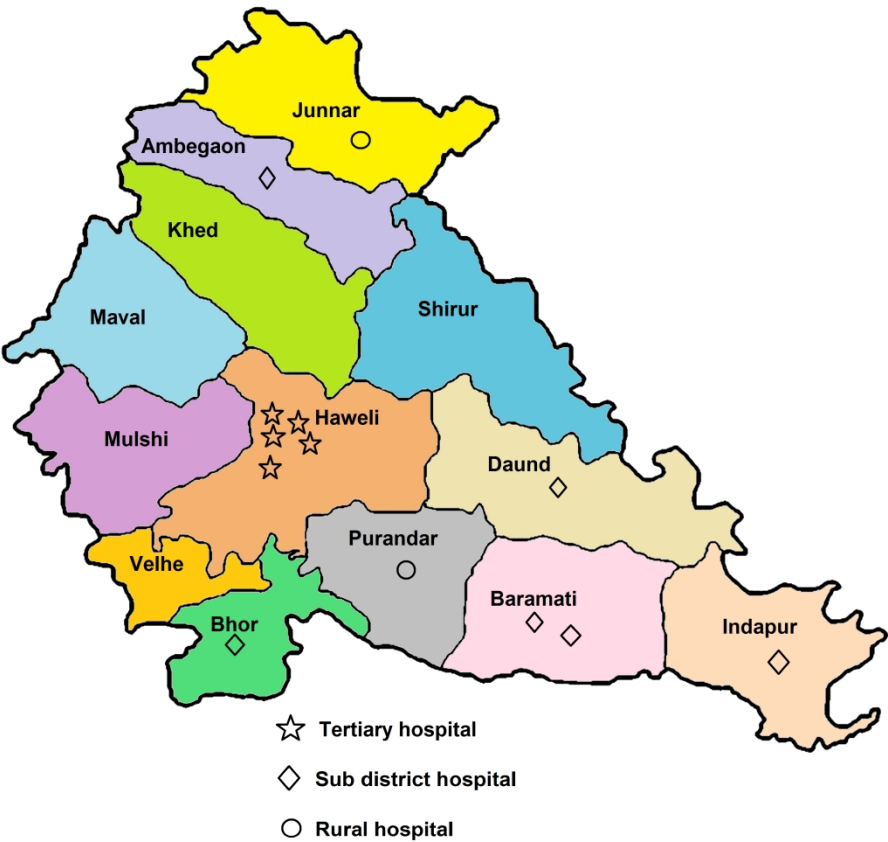 Junnar
Ambegaon
Khed
Shirur
Maval
Haweli
Mulshi
Daund
Purandar
Velhe
Baramati
Bhor
Indapur
Tertiary hospital
Sub district hospital
Rural hospital